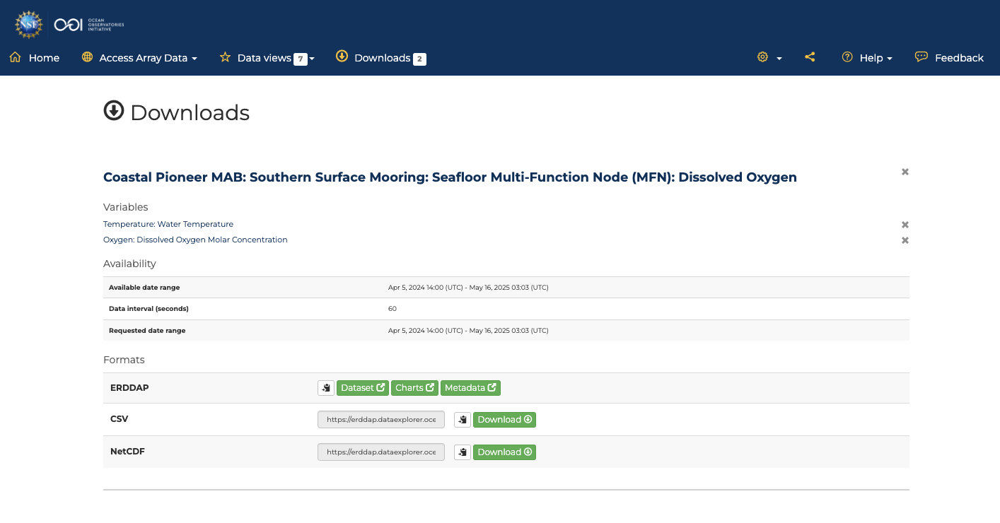 NSF
OOI
OCEAN
OBSERVATORIES
INITIATIVE
Home
Access Array Data
Data views 7
Downloads 2
Help
Feedback
Downloads
Coastal Pioneer MAB: Southern Surface Mooring: Seafloor Multi-Function Node (MFN): Dissolved Oxygen
Variables
Temperature: Water Temperature
Oxygen: Dissolved Oxygen Molar Concentration
Availability
Available date range Apr 5, 2024 14:00 (UTC) - May 16, 2025 03:03 (UTC)
Data interval (seconds) 60
Requested date range Apr 5, 2024 14:00 (UTC) - May 16, 2025 03:03 (UTC)
Formats
ERDDAP Dataset Charts Metadata
CSV https://erddap.dataexplorer.oce Download
NetCDF https://erddap.dataexplorer.oce Download